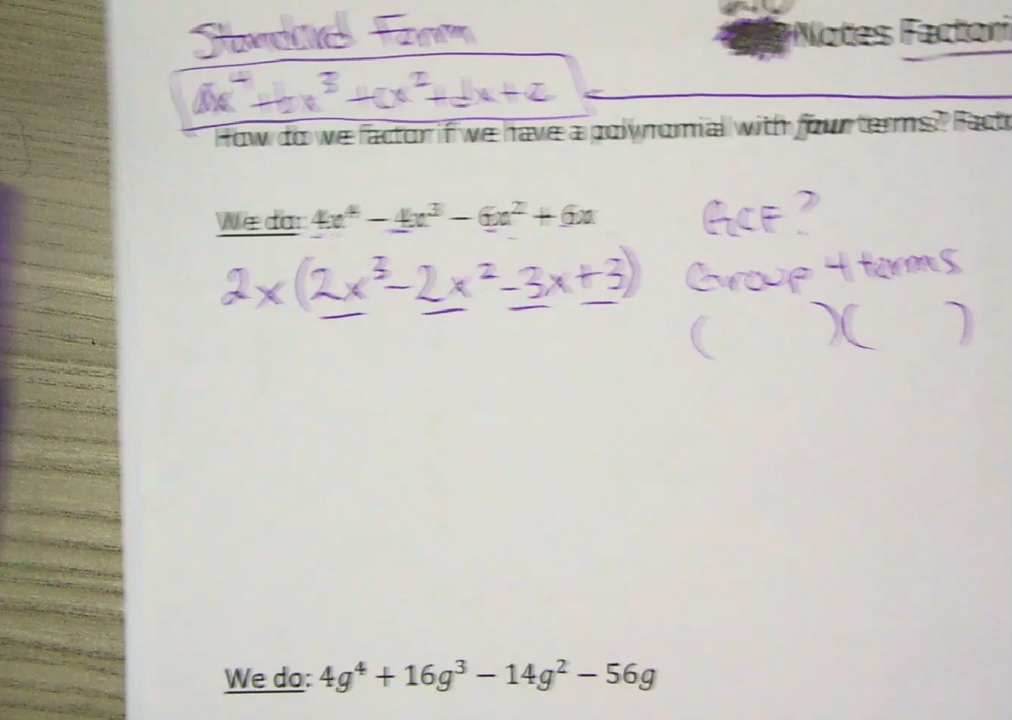 Standard Form
Notes Factori
ax⁴ + bx³ + cx² + dx + e
How do we factor if we have a polynomial with four terms? Facto
We do: 4x⁴ − 4x³ − 6x² + 6x
GCF?
2x(2x³ - 2x² - 3x + 3)
Group 4 terms
( )( )
We do: 4g⁴ + 16g³ − 14g² − 56g